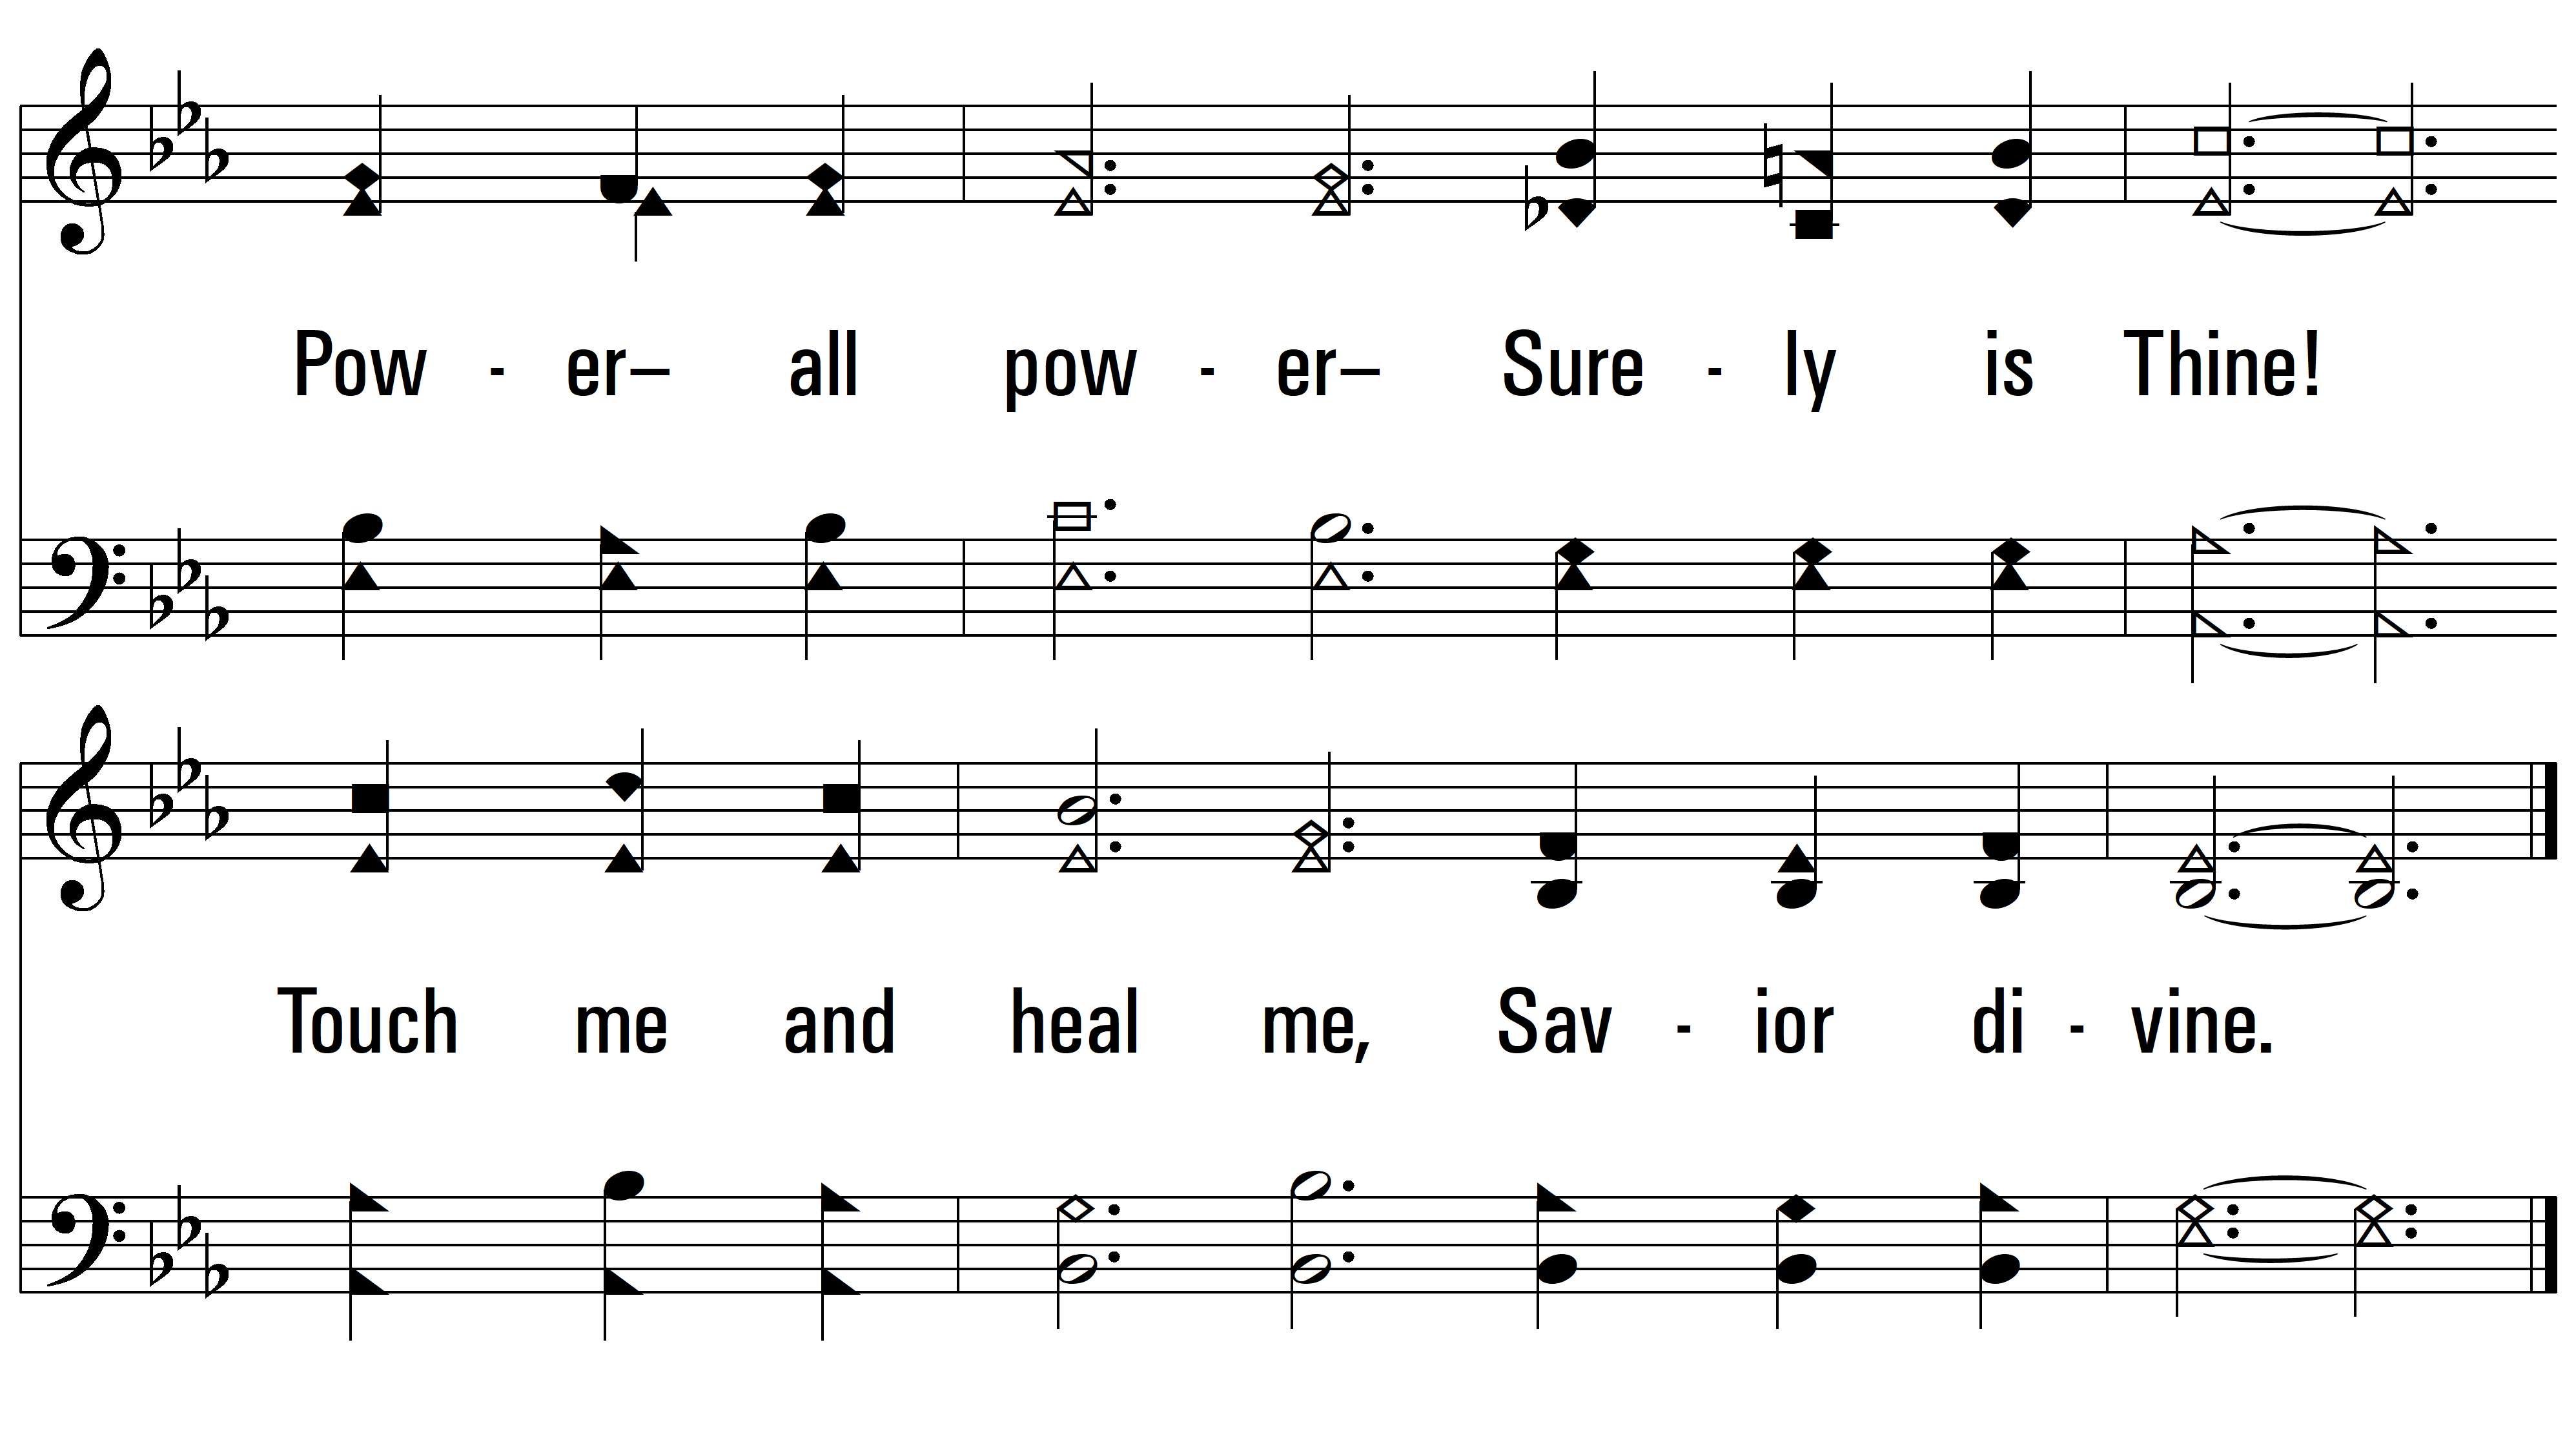 Pow - er– all pow - er– Sure - ly is Thine!
Touch me and heal me, Sav - ior di - vine.